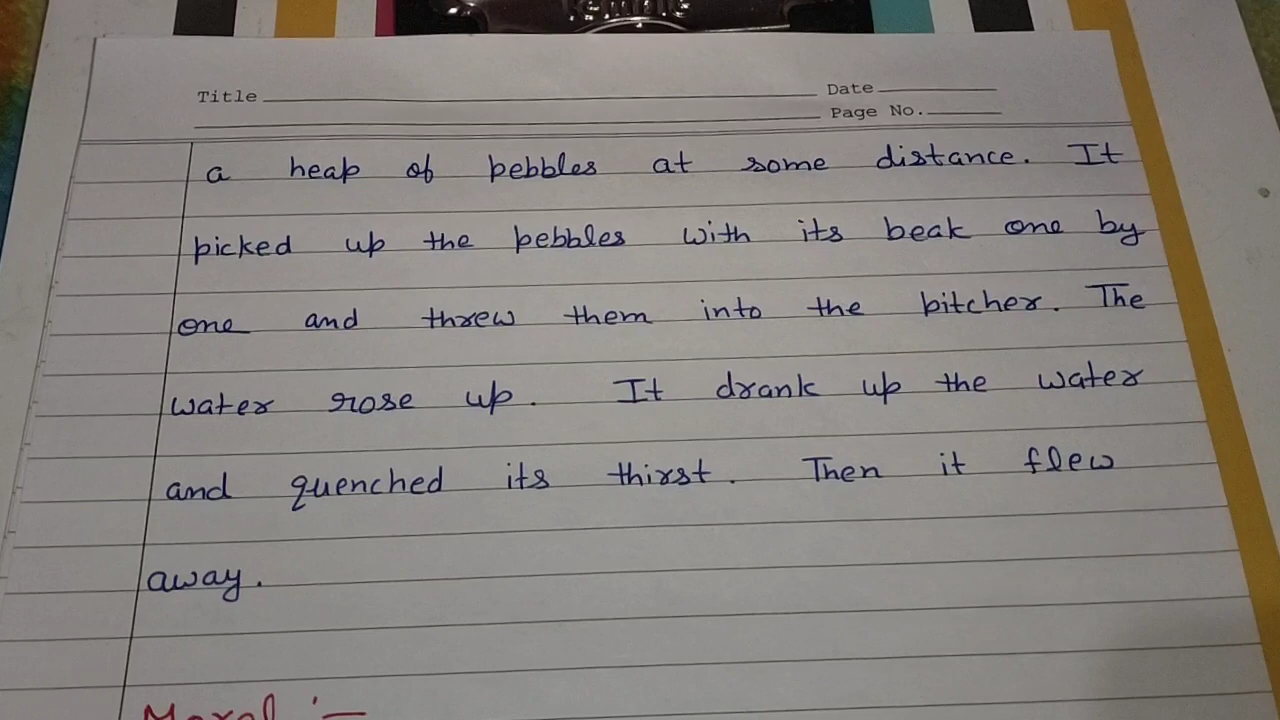 Title
Date
Page No.
a heap of pebbles at some distance. It
picked up the pebbles with its beak one by
one and threw them into the pitcher. The
water rose up. It drank up the water
and quenched its thirst. Then it flew
away.
Moral :-